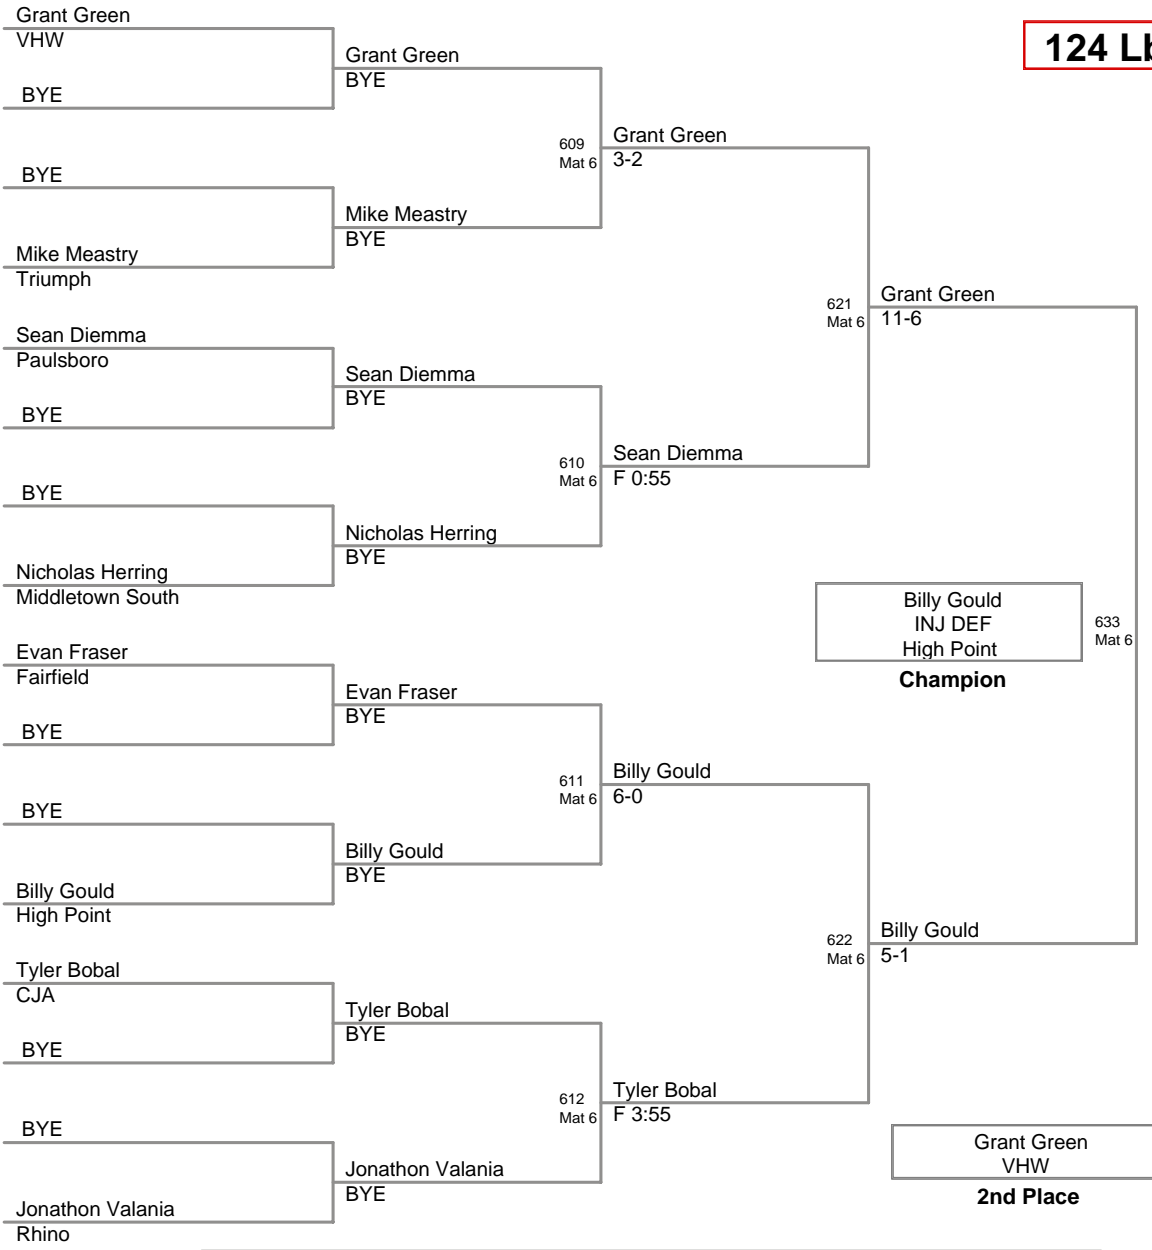 Grant Green
VHW
BYE
BYE
Mike Meastry
Triumph
Sean Diemma
Paulsboro
BYE
BYE
Nicholas Herring
Middletown South
Evan Fraser
Fairfield
BYE
BYE
Billy Gould
High Point
Tyler Bobal
CJA
BYE
BYE
Jonathon Valania
Rhino
Grant Green
BYE
Mike Meastry
BYE
Sean Diemma
BYE
Nicholas Herring
BYE
Evan Fraser
BYE
Billy Gould
BYE
Tyler Bobal
BYE
Jonathon Valania
BYE
609
Mat 6
Grant Green
3-2
610
Mat 6
Sean Diemma
F 0:55
611
Mat 6
Billy Gould
6-0
612
Mat 6
Tyler Bobal
F 3:55
621
Mat 6
Grant Green
11-6
622
Mat 6
Billy Gould
5-1
124 Lb
633
Mat 6
Billy Gould
INJ DEF
High Point
Champion
Grant Green
VHW
2nd Place